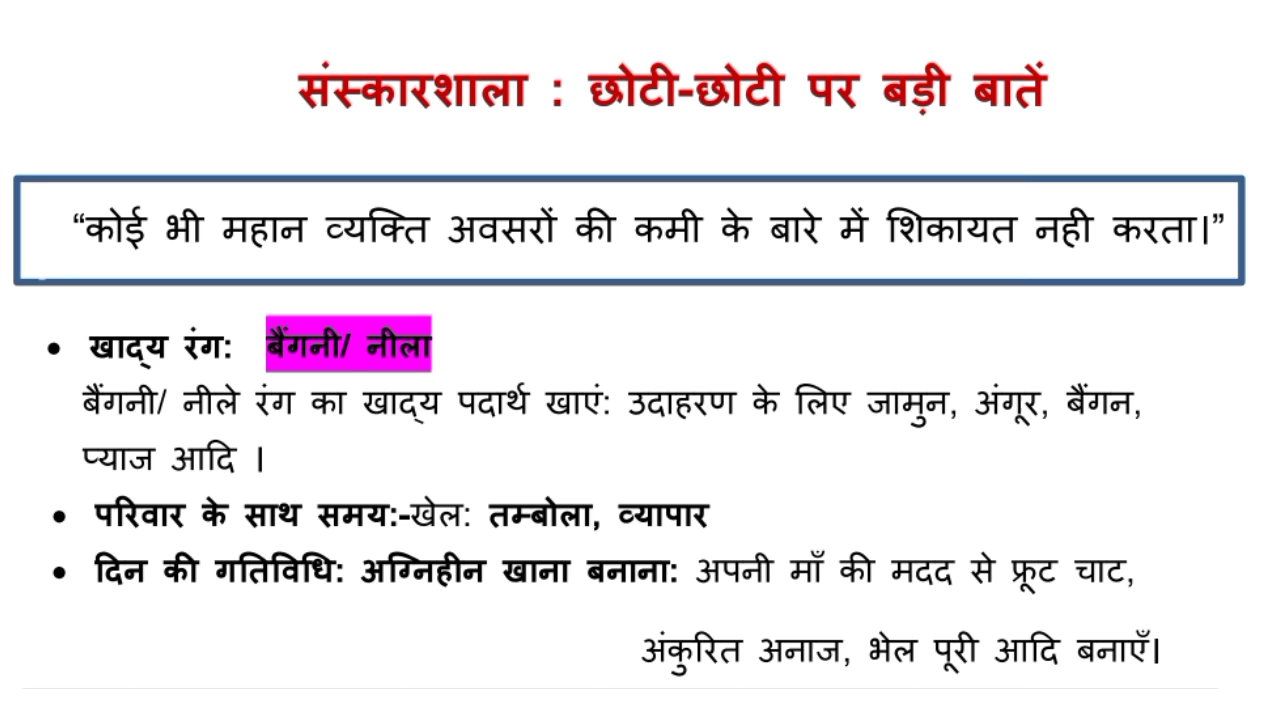 संस्कारशाला : छोटी-छोटी पर बड़ी बातें
“कोई भी महान व्यक्ति अवसरों की कमी के बारे में शिकायत नही करता।”
• खाद्य रंग: बैंगनी/ नीला
बैंगनी/ नीले रंग का खाद्य पदार्थ खाएं: उदाहरण के लिए जामुन, अंगूर, बैंगन,
प्याज आदि ।
• परिवार के साथ समय:-खेल: तम्बोला, व्यापार
• दिन की गतिविधि: अग्निहीन खाना बनाना: अपनी माँ की मदद से फ्रूट चाट,
अंकुरित अनाज, भेल पूरी आदि बनाएँ।